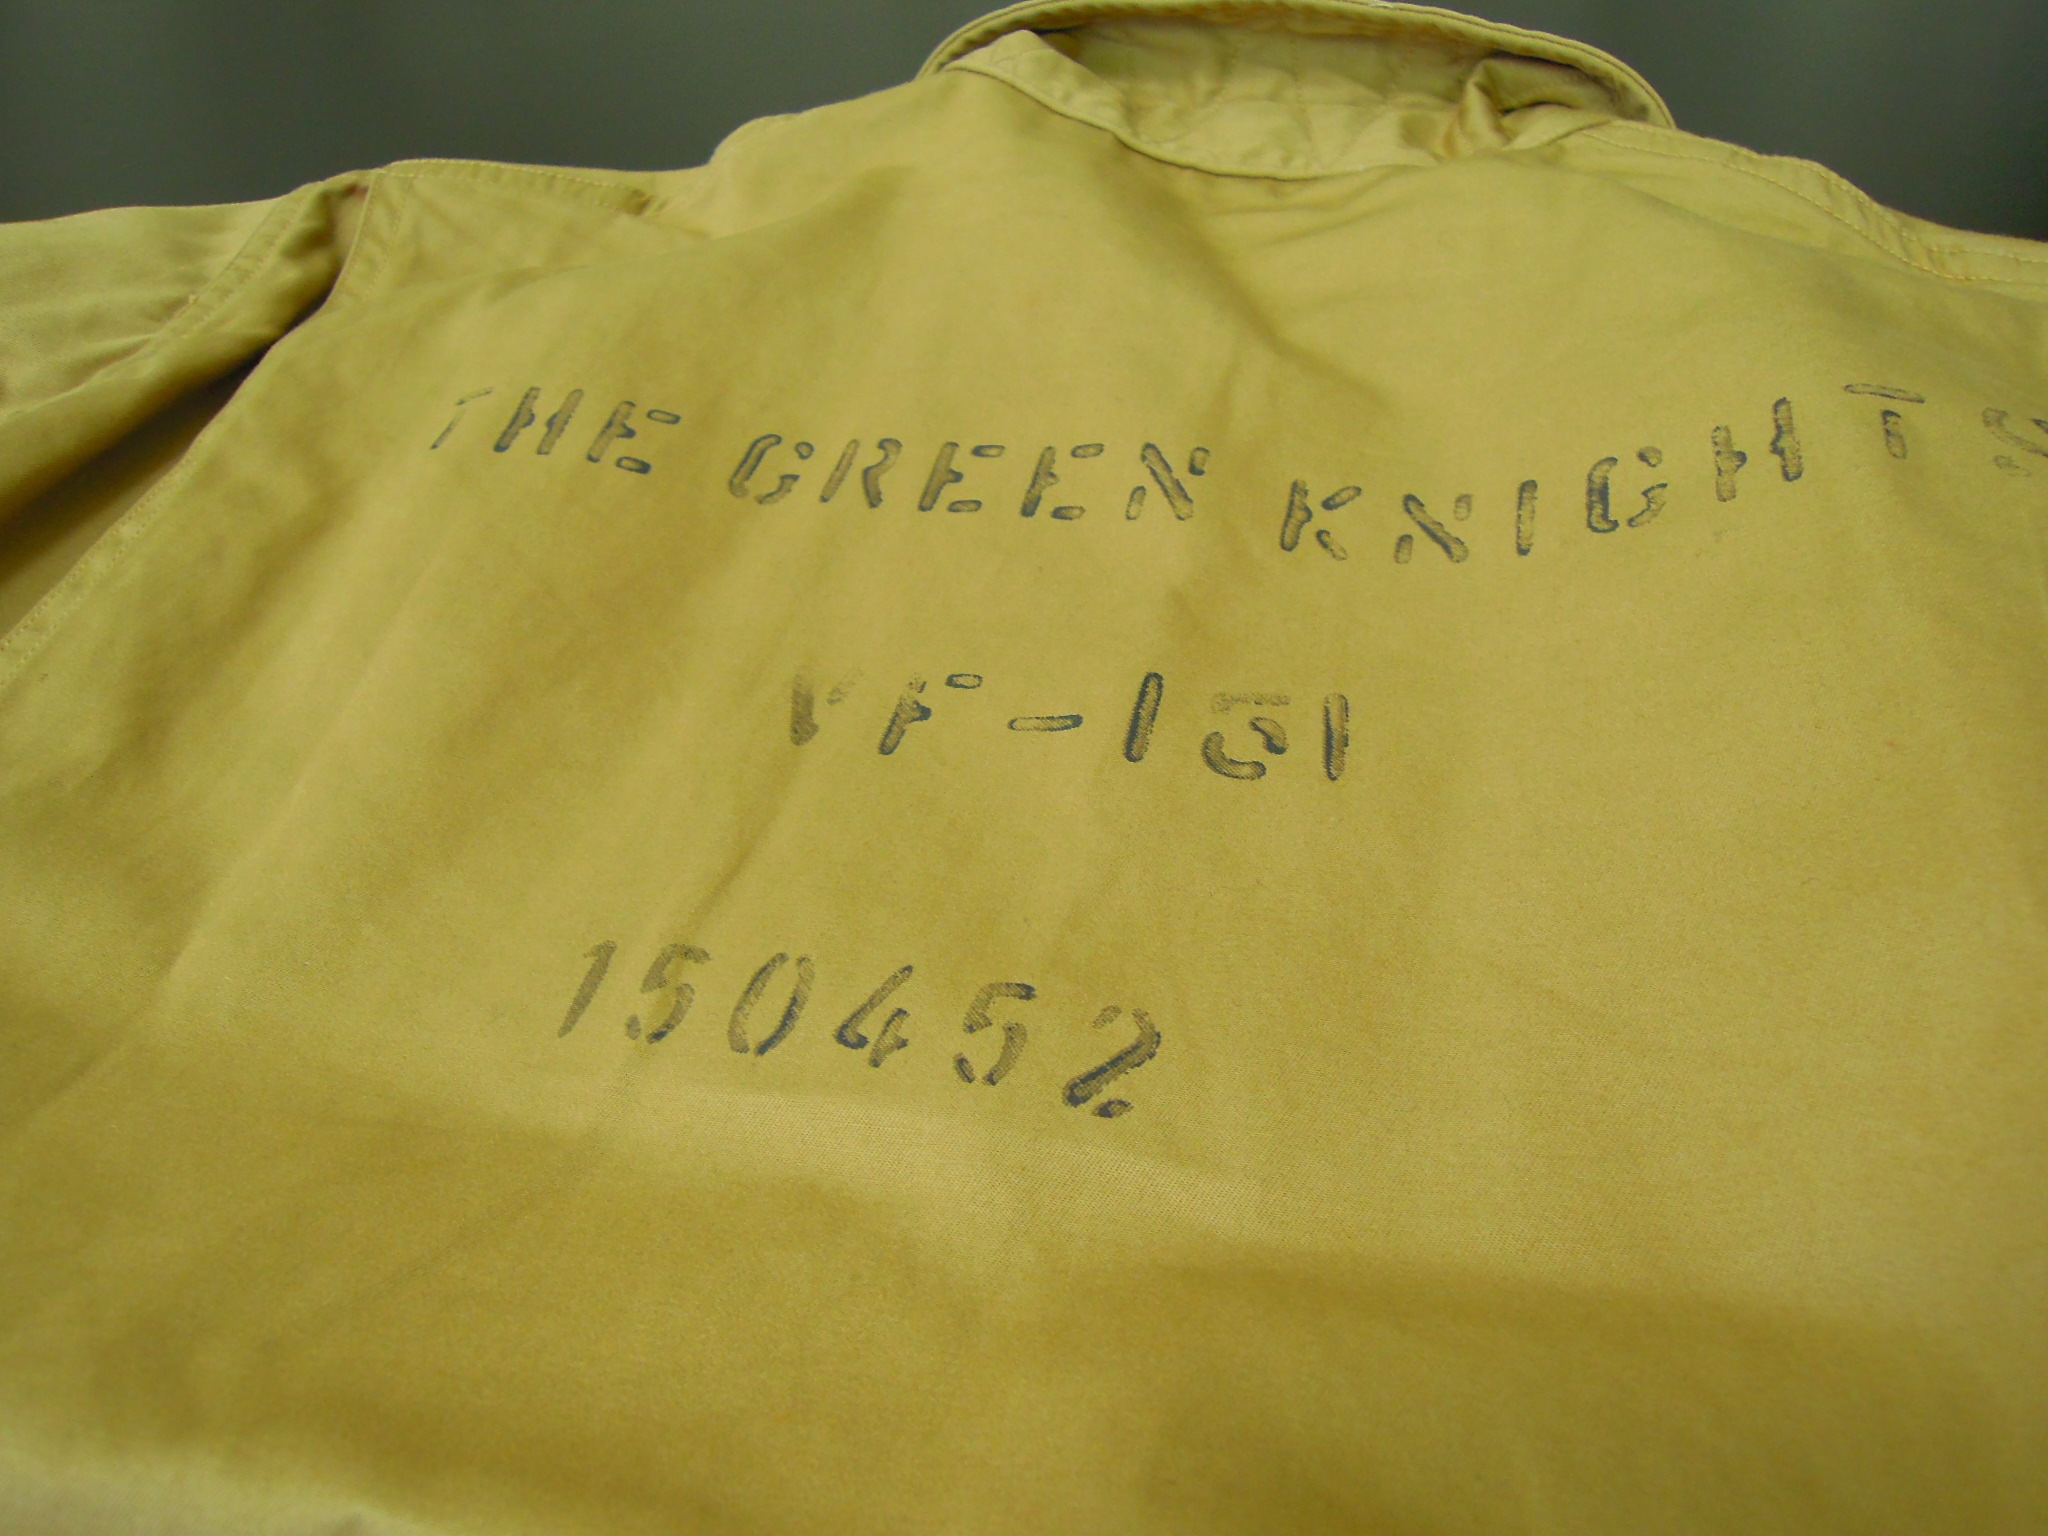 THE GREEN KNIGHTS
VF-151
150452